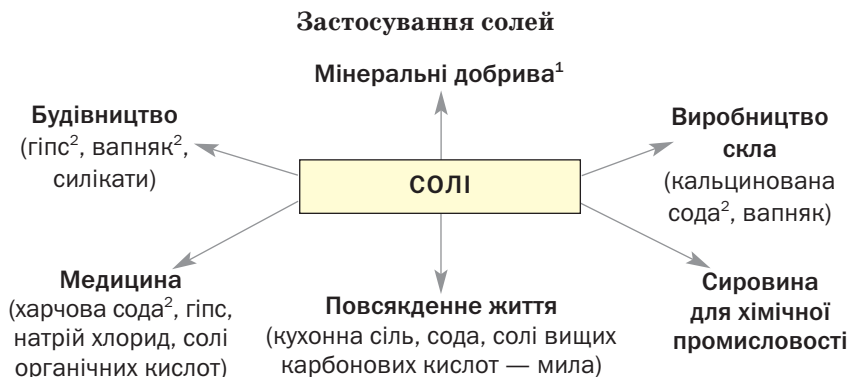 Застосування солей
Мінеральні добрива¹
Будівництво
(гіпс², вапняк²,
силікати)
Виробництво
скла
(кальцинована
сода², вапняк)
СОЛІ
Медицина
(харчова сода², гіпс,
натрій хлорид, солі
органічних кислот)
Повсякденне життя
(кухонна сіль, сода, солі вищих
карбонових кислот — мила)
Сировина
для хімічної
промисловості